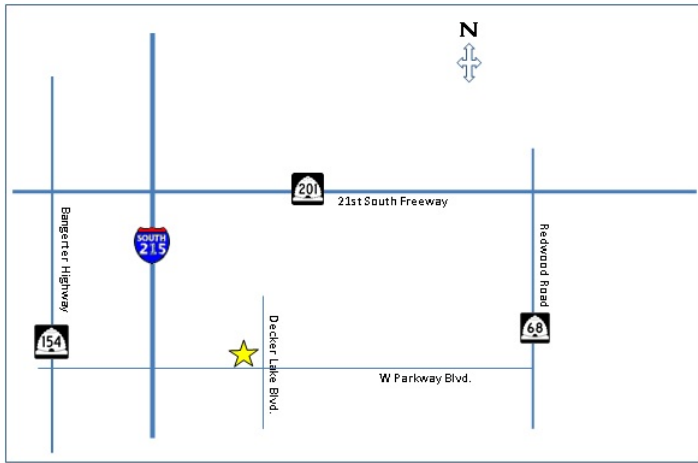 N
201
21st South Freeway
Bangerter Highway
SOUTH
215
Redwood Road
154
68
Decker Lake Blvd.
W Parkway Blvd.